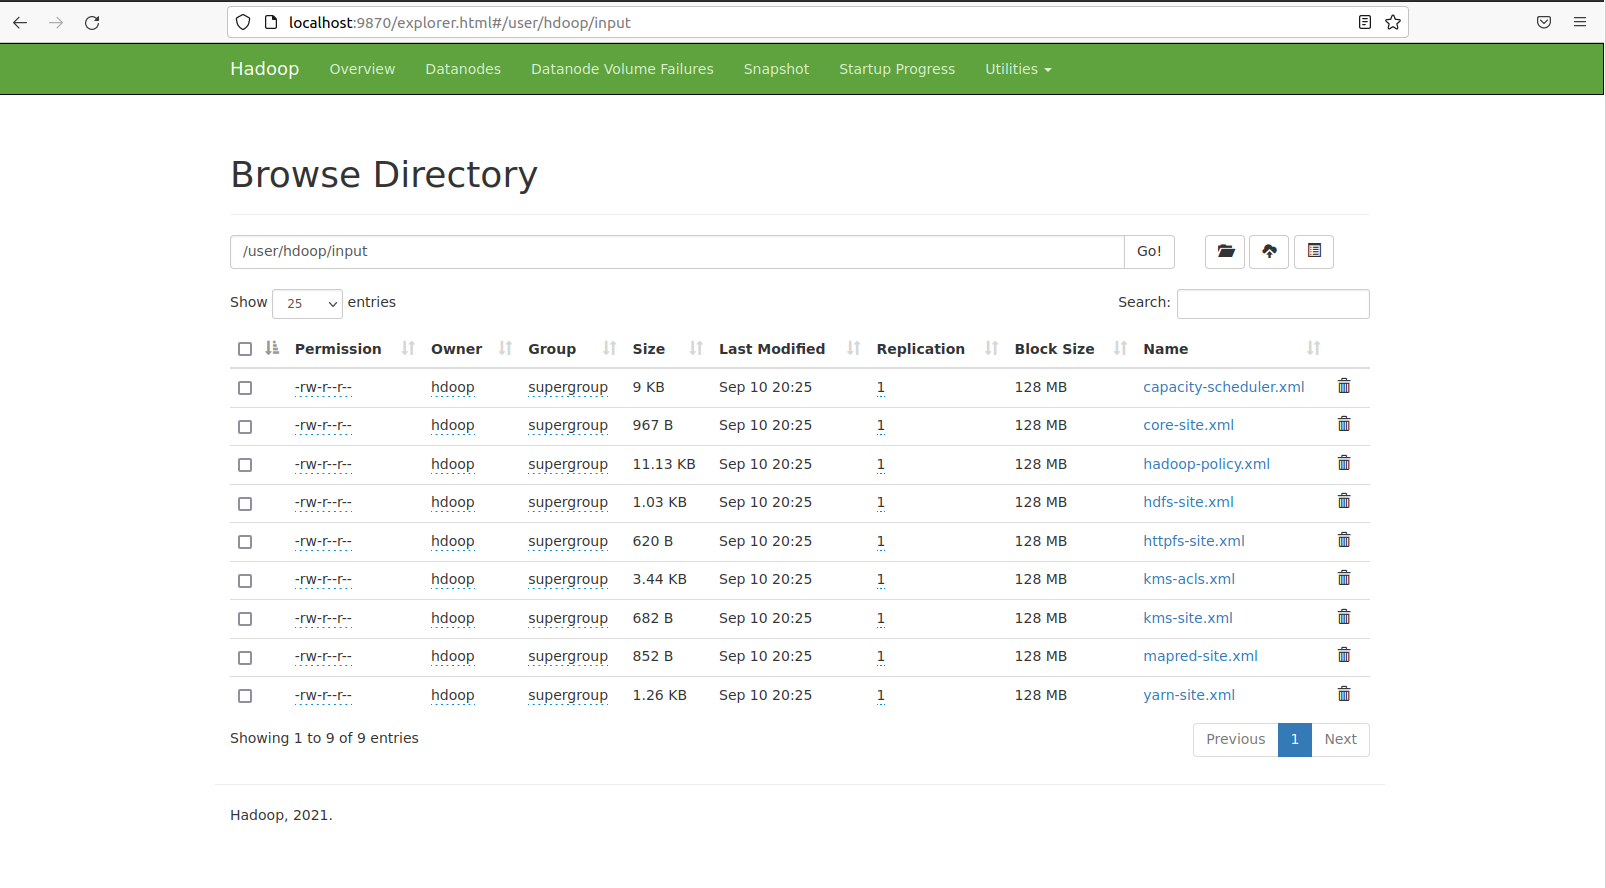 localhost:9870/explorer.html#/user/hdoop/input
Hadoop Overview Datanodes Datanode Volume Failures Snapshot Startup Progress Utilities
Browse Directory
/user/hdoop/input Go!
Show 25 entries Search:
Permission Owner Group Size Last Modified Replication Block Size Name
-rw-r--r-- hdoop supergroup 9 KB Sep 10 20:25 1 128 MB capacity-scheduler.xml
-rw-r--r-- hdoop supergroup 967 B Sep 10 20:25 1 128 MB core-site.xml
-rw-r--r-- hdoop supergroup 11.13 KB Sep 10 20:25 1 128 MB hadoop-policy.xml
-rw-r--r-- hdoop supergroup 1.03 KB Sep 10 20:25 1 128 MB hdfs-site.xml
-rw-r--r-- hdoop supergroup 620 B Sep 10 20:25 1 128 MB httpfs-site.xml
-rw-r--r-- hdoop supergroup 3.44 KB Sep 10 20:25 1 128 MB kms-acls.xml
-rw-r--r-- hdoop supergroup 682 B Sep 10 20:25 1 128 MB kms-site.xml
-rw-r--r-- hdoop supergroup 852 B Sep 10 20:25 1 128 MB mapred-site.xml
-rw-r--r-- hdoop supergroup 1.26 KB Sep 10 20:25 1 128 MB yarn-site.xml
Showing 1 to 9 of 9 entries Previous 1 Next
Hadoop, 2021.